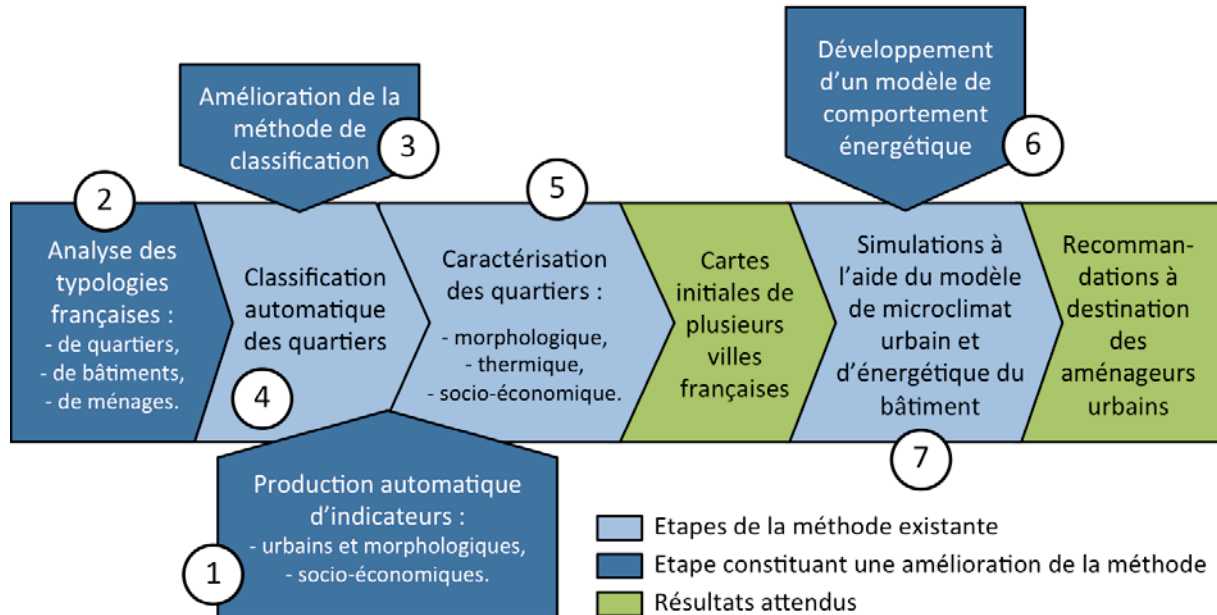 Amélioration de la
méthode de
classification
3
Développement
d’un modèle de
comportement
énergétique
6
2
Analyse des
typologies
françaises :
- de quartiers,
- de bâtiments,
- de ménages.
Classification
automatique
des quartiers
4
5
Caractérisation
des quartiers :
- morphologique,
- thermique,
- socio-économique.
Cartes
initiales de
plusieurs
villes
françaises
Simulations à
l’aide du modèle
de microclimat
urbain et
d’énergétique du
bâtiment
7
Recomman-
dations à
destination
des
aménageurs
urbains
Production automatique
d’indicateurs :
- urbains et morphologiques,
- socio-économiques.
1
Etapes de la méthode existante
Etape constituant une amélioration de la méthode
Résultats attendus